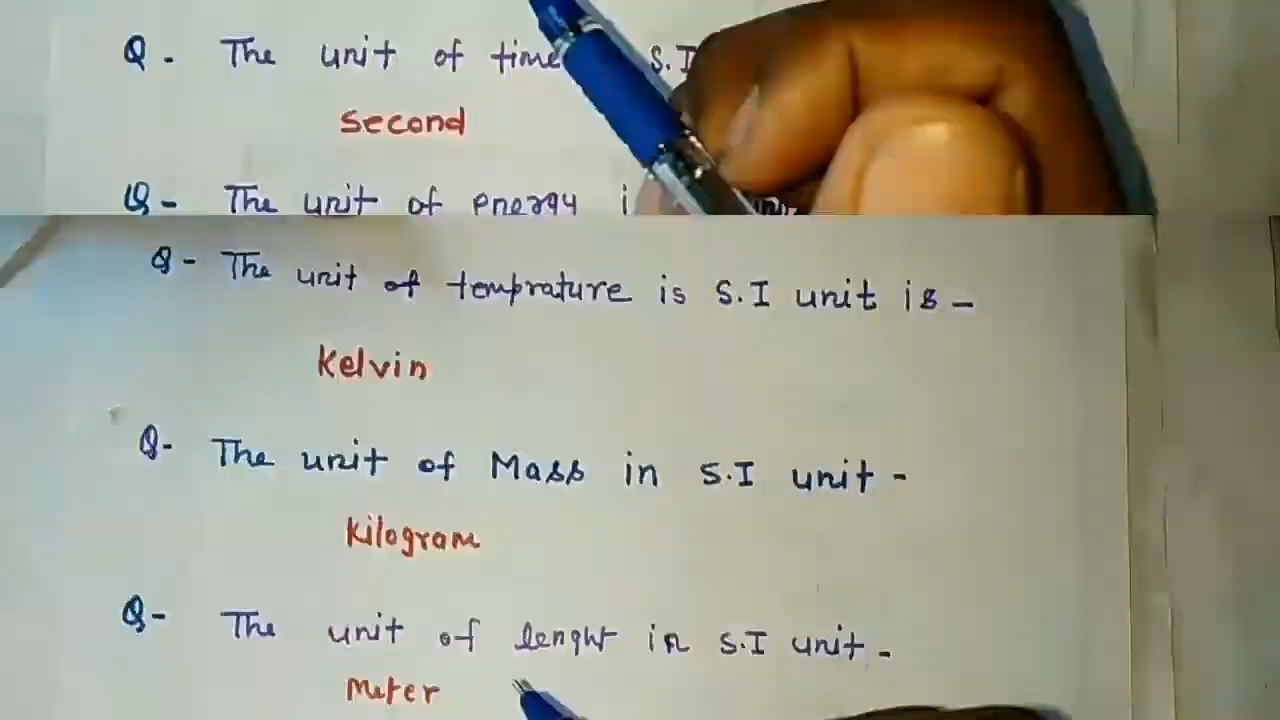 Q - The unit of time S.I
Second
Q - The unit of energy
Q - The unit of temprature is S.I unit is -
Kelvin
Q - The unit of Mass in S.I unit -
Kilogram
Q - The unit of lenght in S.I unit -
Meter